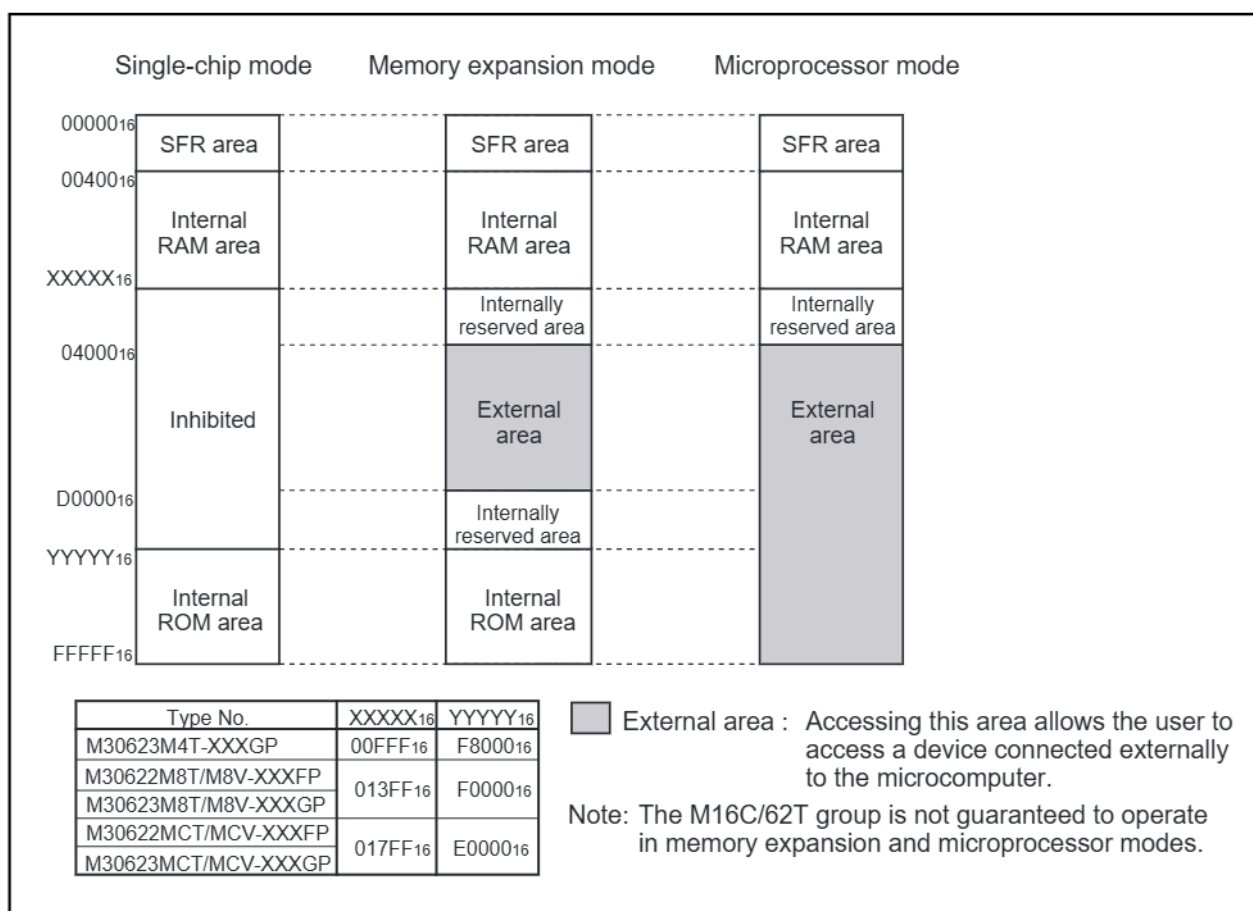 Single-chip mode
Memory expansion mode
Microprocessor mode
0000016
SFR area
SFR area
SFR area
0040016
Internal
RAM area
Internal
RAM area
Internal
RAM area
XXXXX16
Internally
reserved area
Internally
reserved area
0400016
Inhibited
External
area
External
area
D000016
Internally
reserved area
YYYYY16
Internal
ROM area
Internal
ROM area
FFFFF16
Type No. XXXXX16 YYYYY16
M30623M4T-XXXGP 00FFF16 F800016
M30622M8T/M8V-XXXFP
M30623M8T/M8V-XXXGP
013FF16 F000016
M30622MCT/MCV-XXXFP
M30623MCT/MCV-XXXGP
017FF16 E000016
External area : Accessing this area allows the user to
access a device connected externally
to the microcomputer.
Note: The M16C/62T group is not guaranteed to operate
in memory expansion and microprocessor modes.